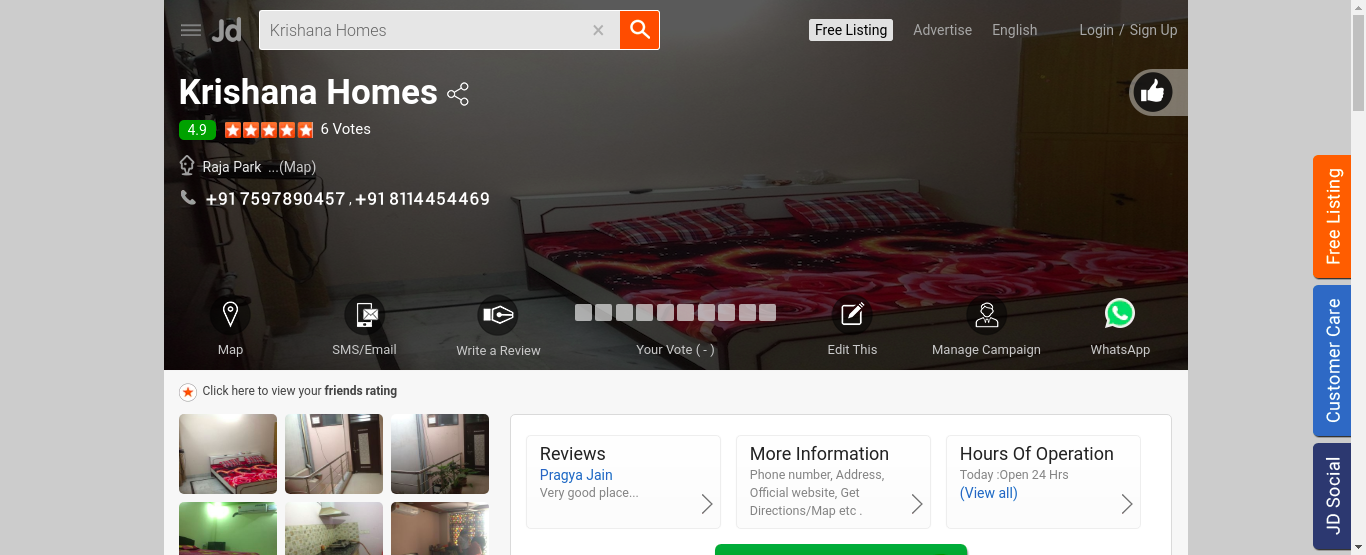 Jd
Krishana Homes
×
Free Listing
Advertise
English
Login / Sign Up
Krishana Homes
4.9
6 Votes
Raja Park ...(Map)
+91 7597890457 , +91 8114454469
Map
SMS/Email
Write a Review
Your Vote ( - )
Edit This
Manage Campaign
WhatsApp
Click here to view your friends rating
Reviews
Pragya Jain
Very good place...
More Information
Phone number, Address,
Official website, Get
Directions/Map etc .
Hours Of Operation
Today :Open 24 Hrs
(View all)
Free Listing
Customer Care
JD Social